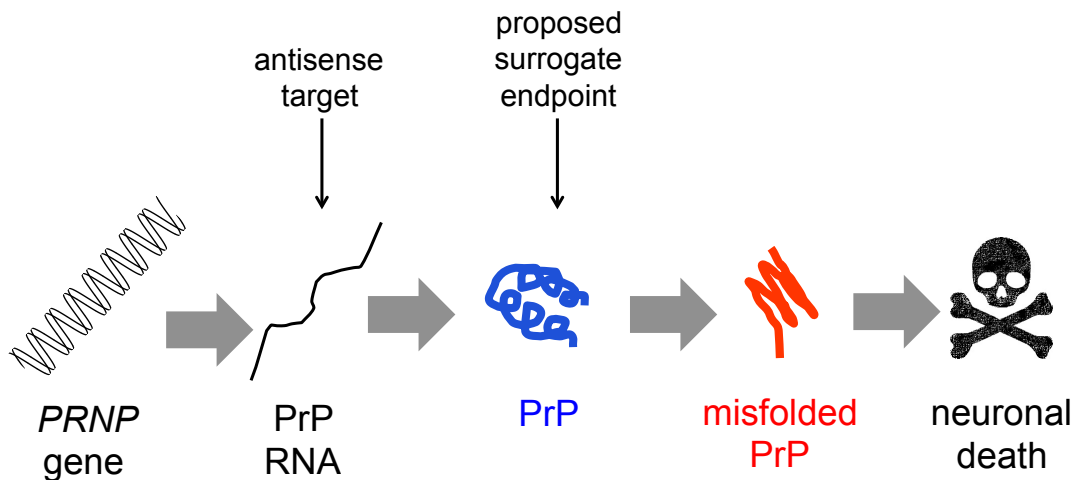 antisense
target
proposed
surrogate
endpoint
PRNP
gene
PrP
RNA
PrP
misfolded
PrP
neuronal
death